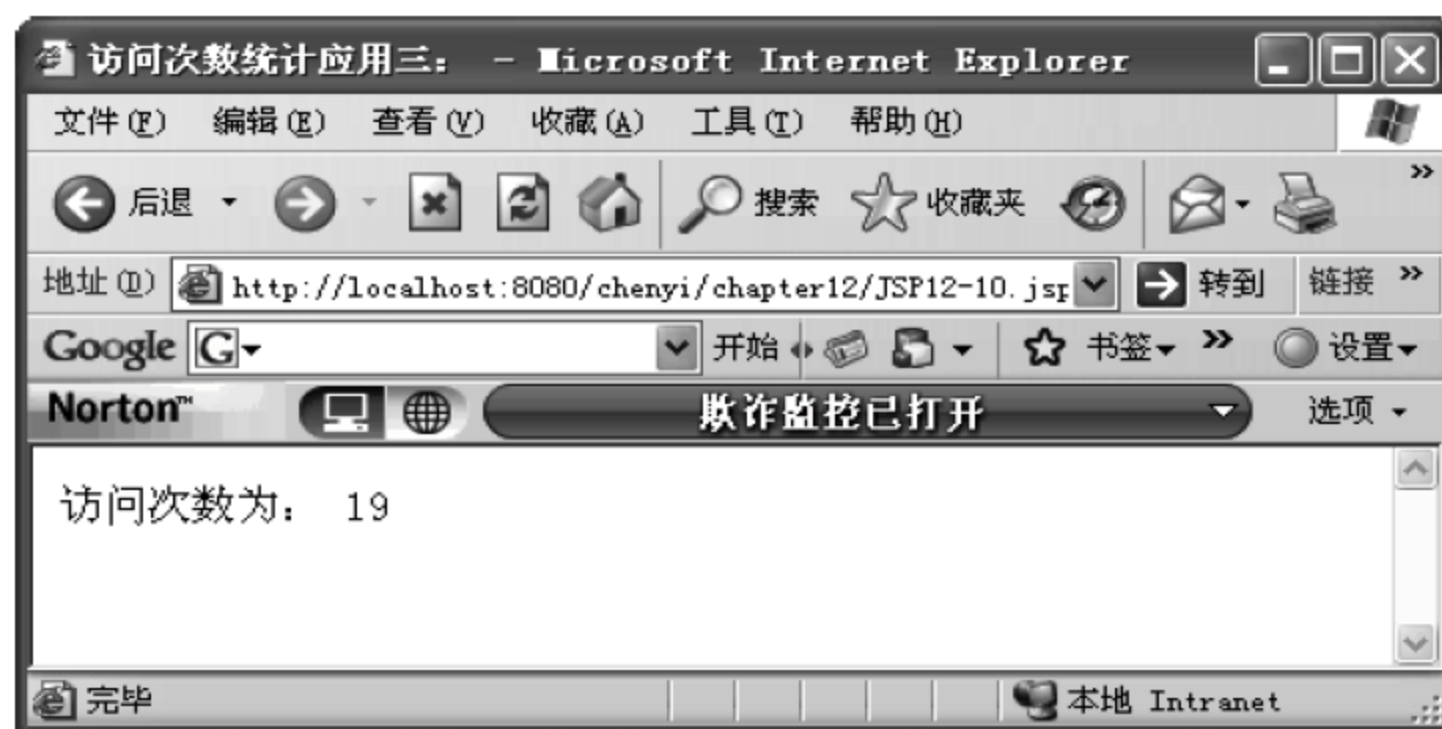 访问次数统计应用三： - Microsoft Internet Explorer
文件(F) 编辑(E) 查看(V) 收藏(A) 工具(T) 帮助(H) 
后退 搜索 收藏夹 »
地址(D) http://localhost:8080/chenyi/chapter12/JSP12-10.jsp 转到 链接 »
Google G 开始 书签 » 设置
Norton™ 欺诈监控已打开 选项
访问次数为： 19
完毕 本地 Intranet